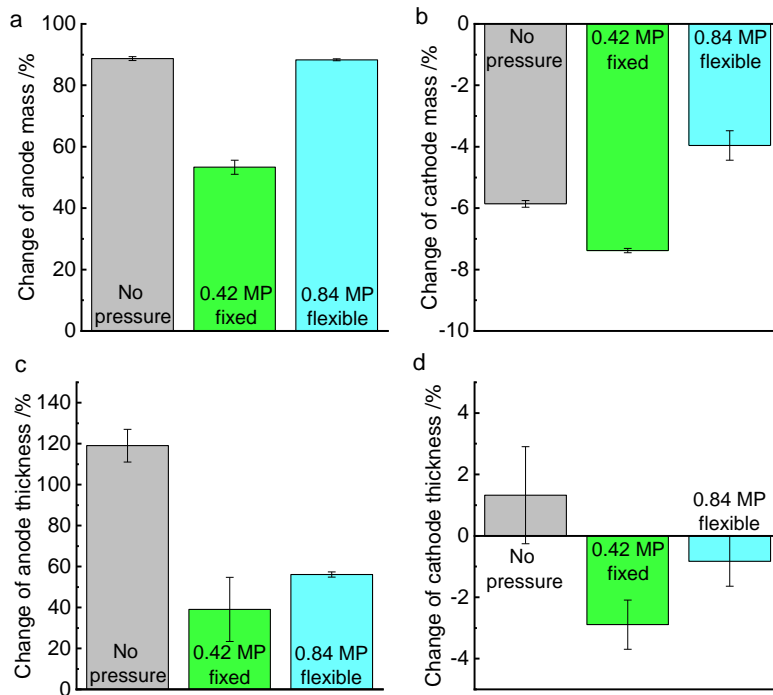 a
100
80
60
40
20
0
Change of anode mass /%
No
pressure
0.42 MP
fixed
0.84 MP
flexible
b
0
-2
-4
-6
-8
-10
Change of cathode mass /%
No
pressure
0.42 MP
fixed
0.84 MP
flexible
c
140
120
100
80
60
40
20
0
Change of anode thickness /%
No
pressure
0.42 MP
fixed
0.84 MP
flexible
d
4
2
0
-2
-4
Change of cathode thickness /%
No
pressure
0.42 MP
fixed
0.84 MP
flexible